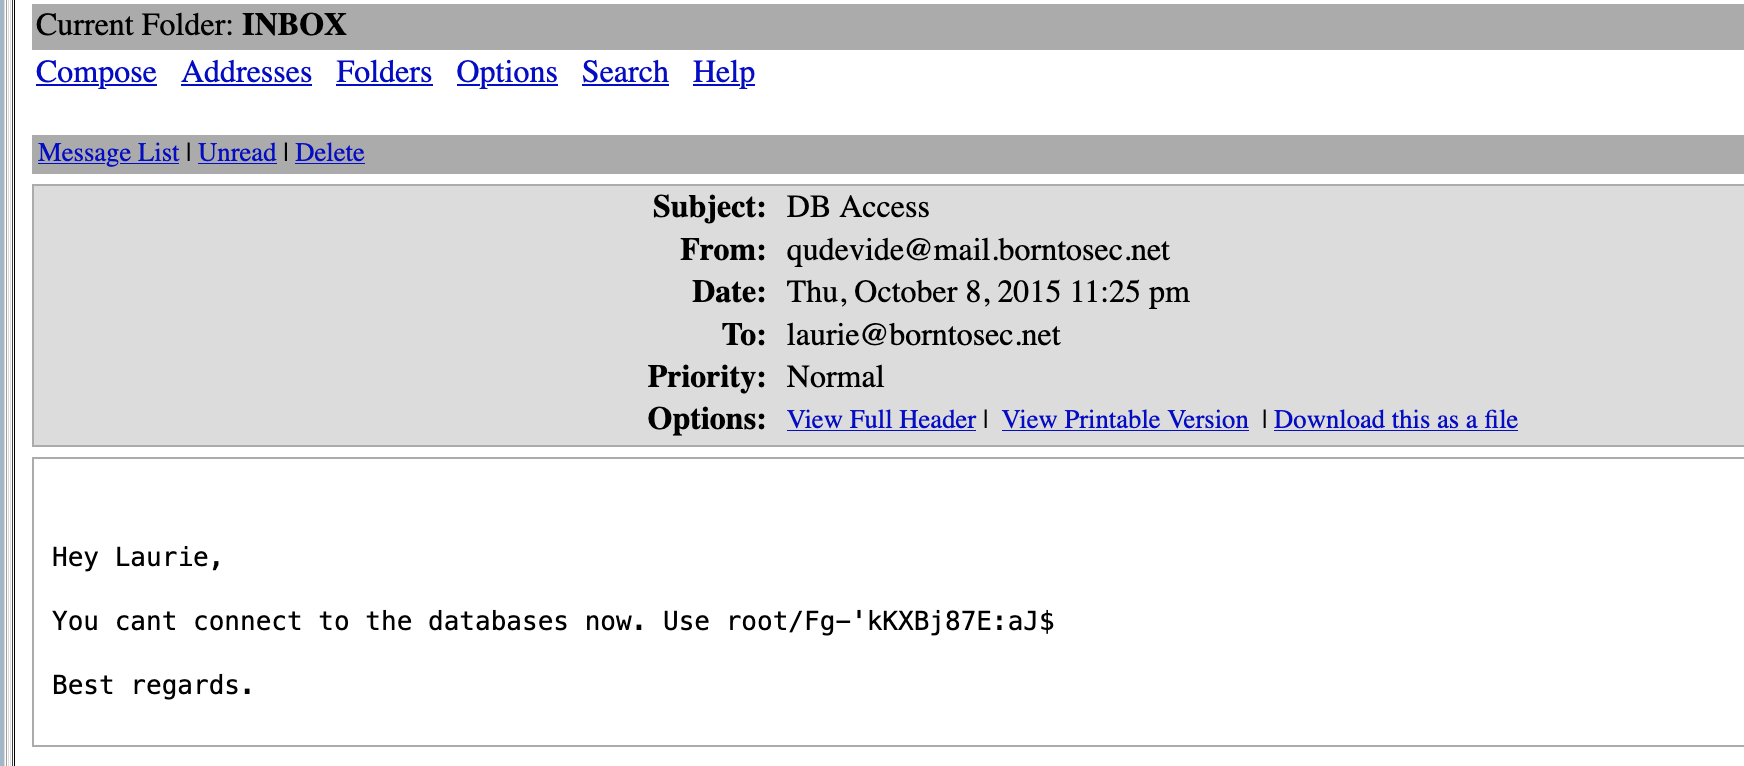 Current Folder: INBOX
Compose Addresses Folders Options Search Help
Message List | Unread | Delete
Subject: DB Access
From: qudevide@mail.borntosec.net
Date: Thu, October 8, 2015 11:25 pm
To: laurie@borntosec.net
Priority: Normal
Options: View Full Header | View Printable Version | Download this as a file
Hey Laurie,
You cant connect to the databases now. Use root/Fg-'kKXBj87E:aJ$
Best regards.